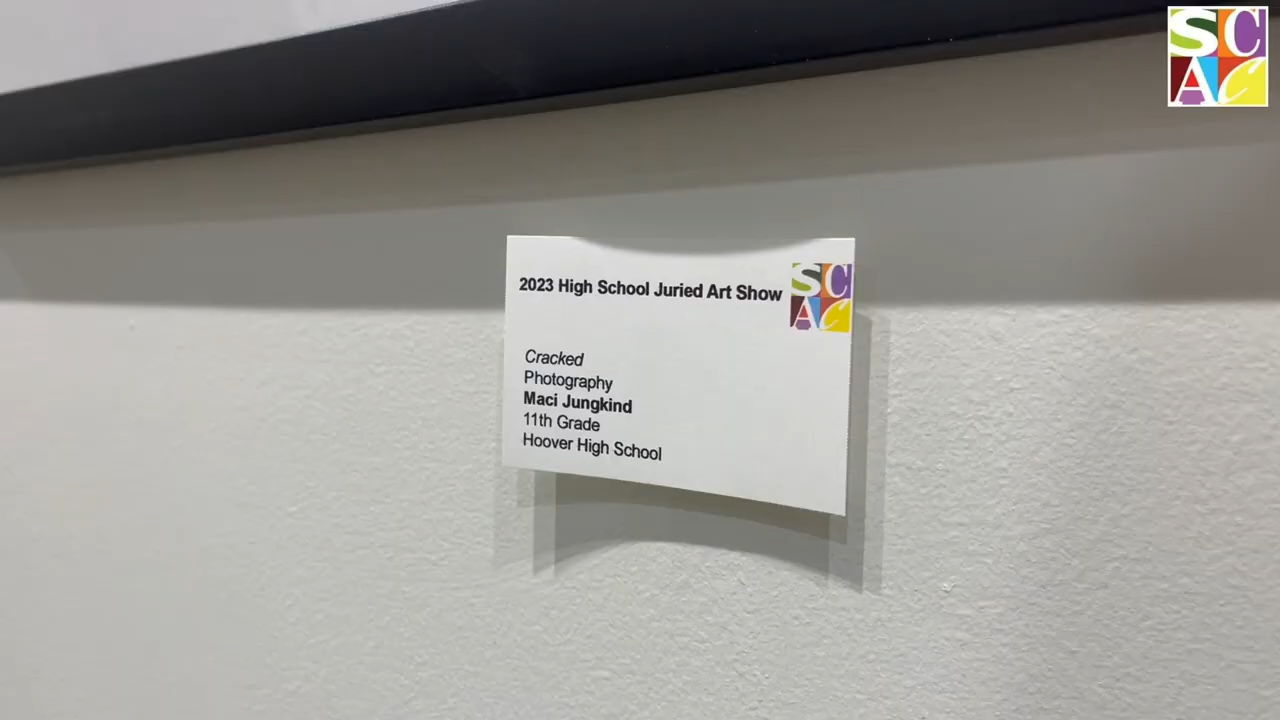 SC
AC
2023 High School Juried Art Show
SC
AC
Cracked
Photography
Maci Jungkind
11th Grade
Hoover High School